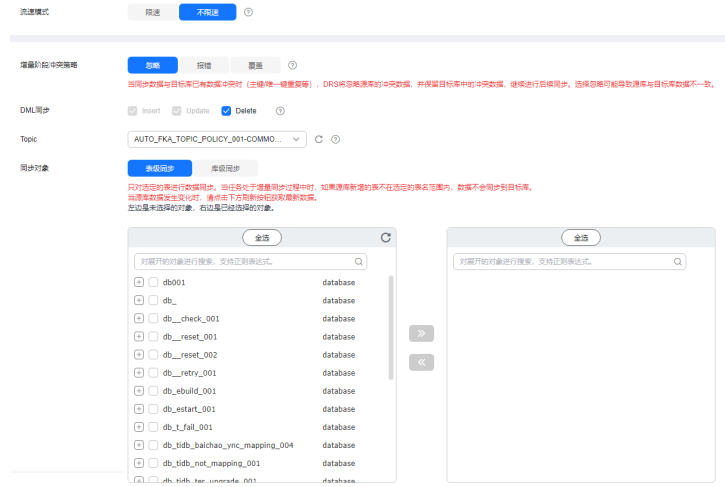 流速模式 限速 不限速
增量阶段冲突策略 忽略 报错 覆盖
当同步数据与目标库已有数据冲突时（主键/唯一键重复等），DRS将忽略源库的冲突数据，并保留目标库中的冲突数据，继续进行后续同步。选择忽略可能导致源库与目标库数据不一致。
DML同步 Insert Update Delete
Topic AUTO_FKA_TOPIC_POLICY_001-COMMO...
同步对象 表级同步 库级同步
只对选定的表进行数据同步。当任务处于增量同步过程中时，如果源库新增的表不在选定的表名范围内，数据不会同步到目标库。
当源库数据发生变化时，请点击下方刷新按钮获取最新数据。
左边是未选择的对象，右边是已经选择的对象。
全选 全选
对展开的对象进行搜索，支持正则表达式。 对展开的对象进行搜索，支持正则表达式。
db001 database
db_ database
db__check_001 database
db__reset_001 database
db__reset_002 database
db__retry_001 database
db_ebuild_001 database
db_estart_001 database
db_t_fail_001 database
db_tidb_baichao_ync_mapping_004 database
db_tidb_not_mapping_001 database
db_tidb_ter_upgrade_001 database